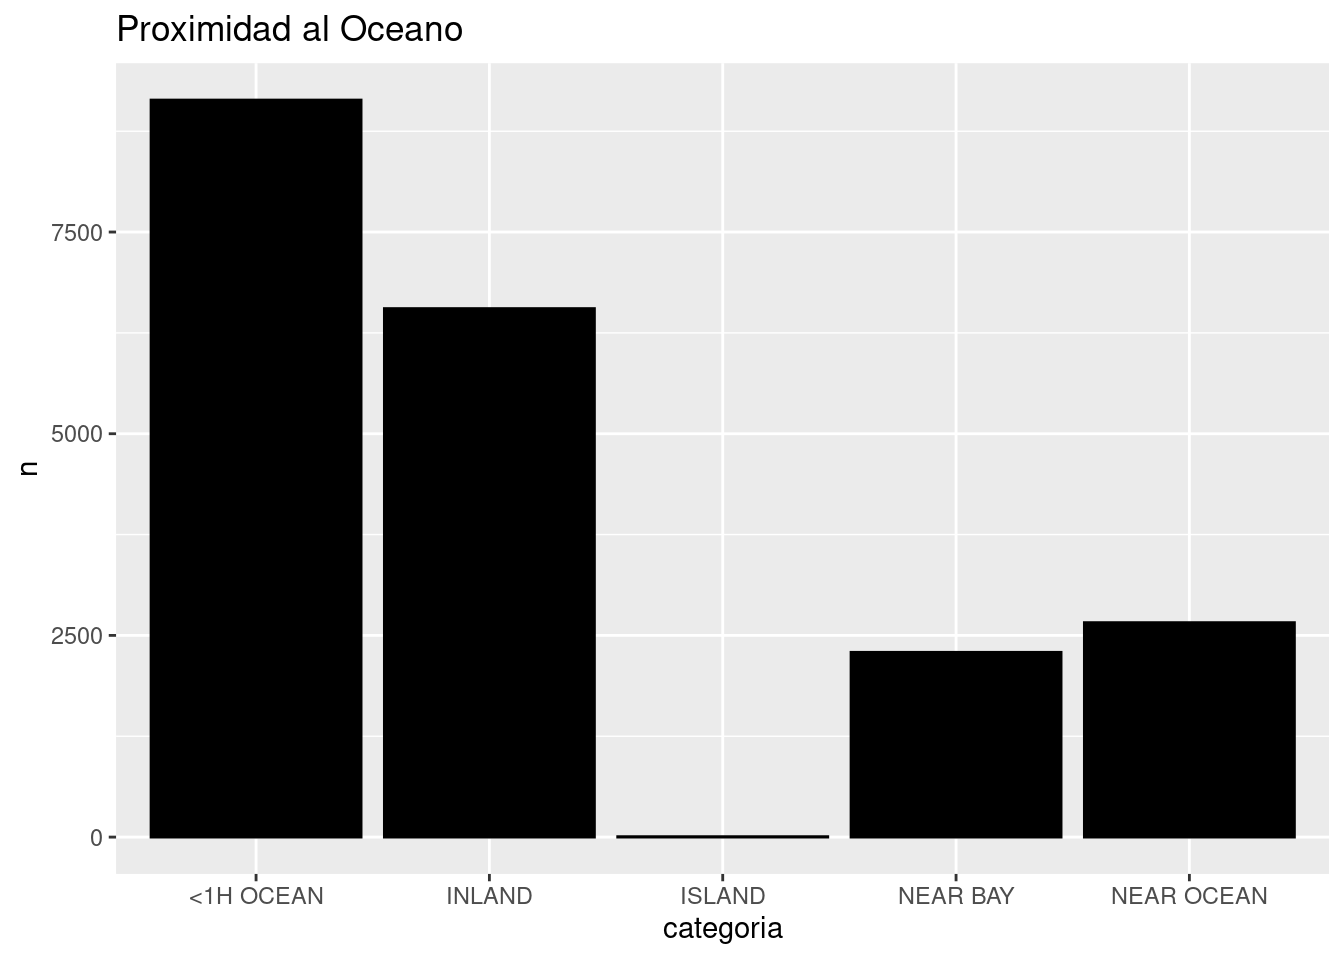 Proximidad al Oceano
n
7500
5000
2500
0
<1H OCEAN INLAND ISLAND NEAR BAY NEAR OCEAN
categoria